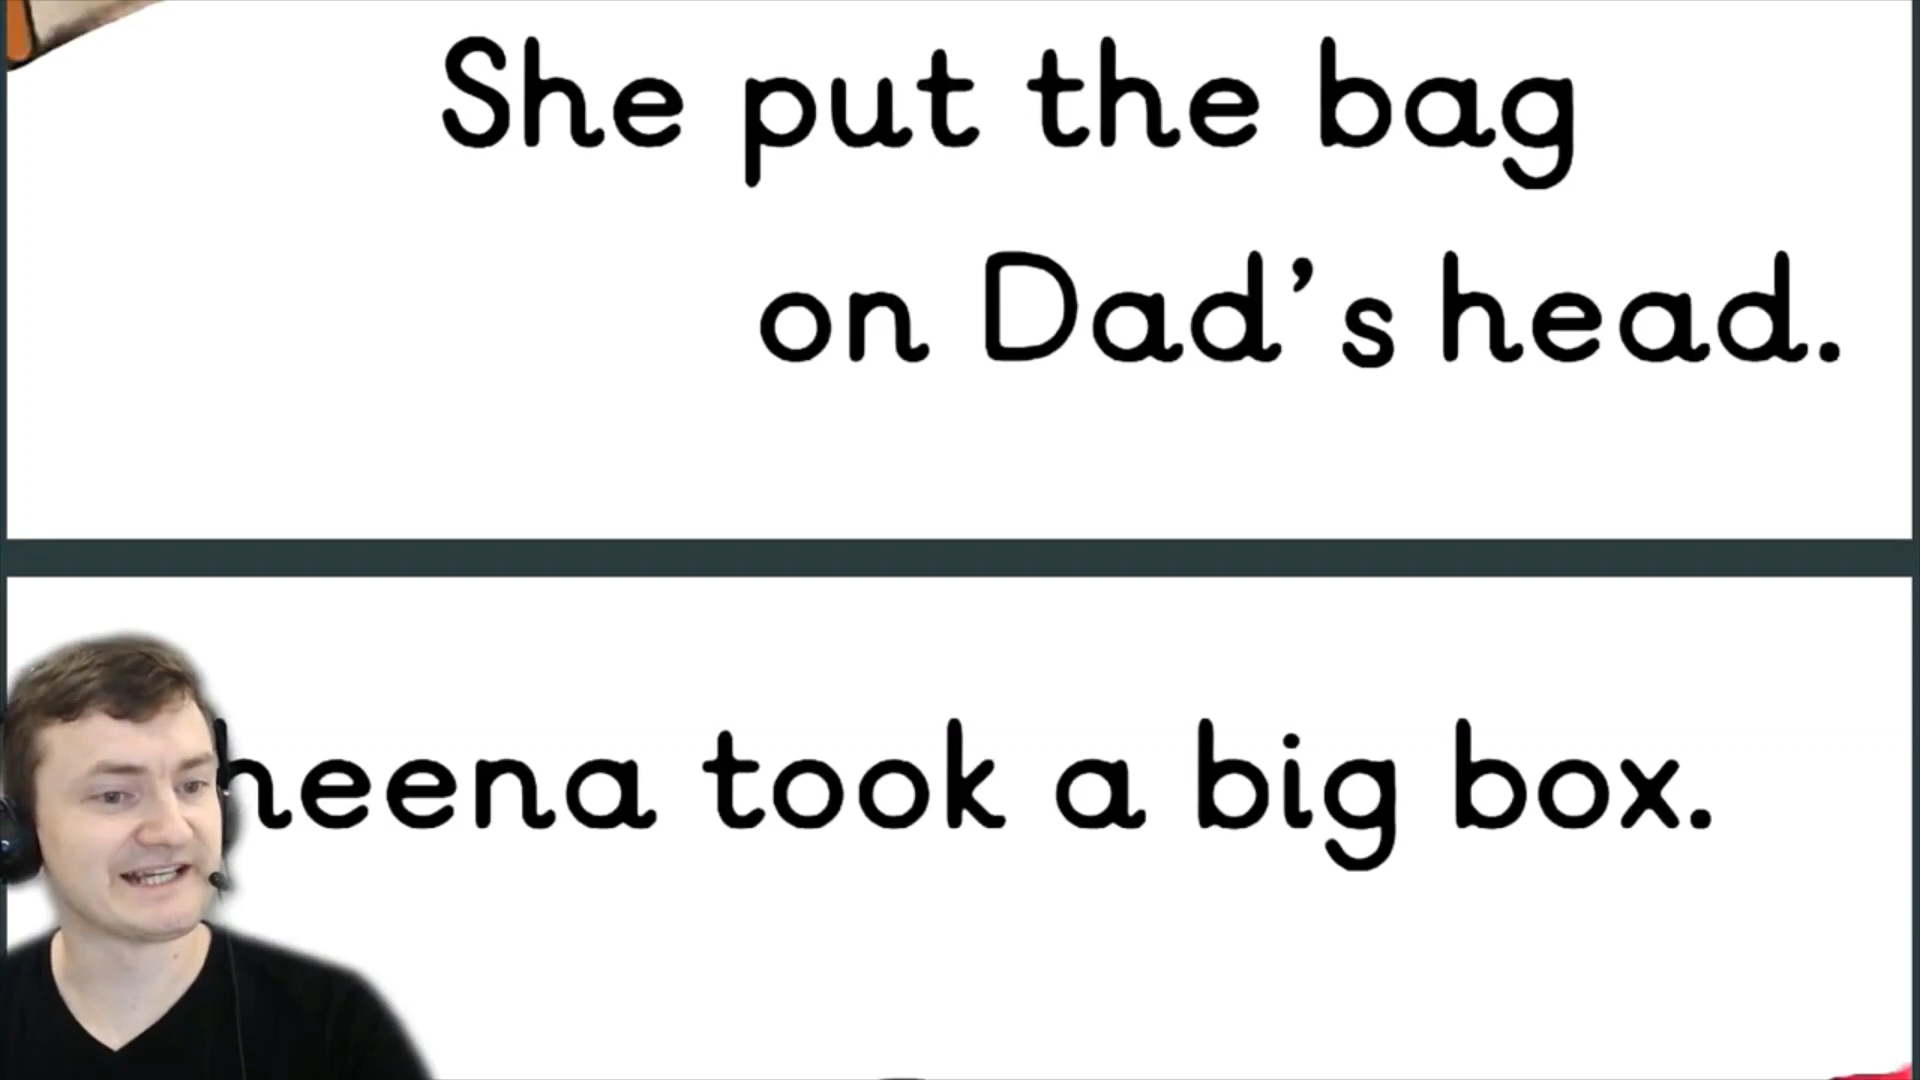 She put the bag
on Dad's head.
heena took a big box.